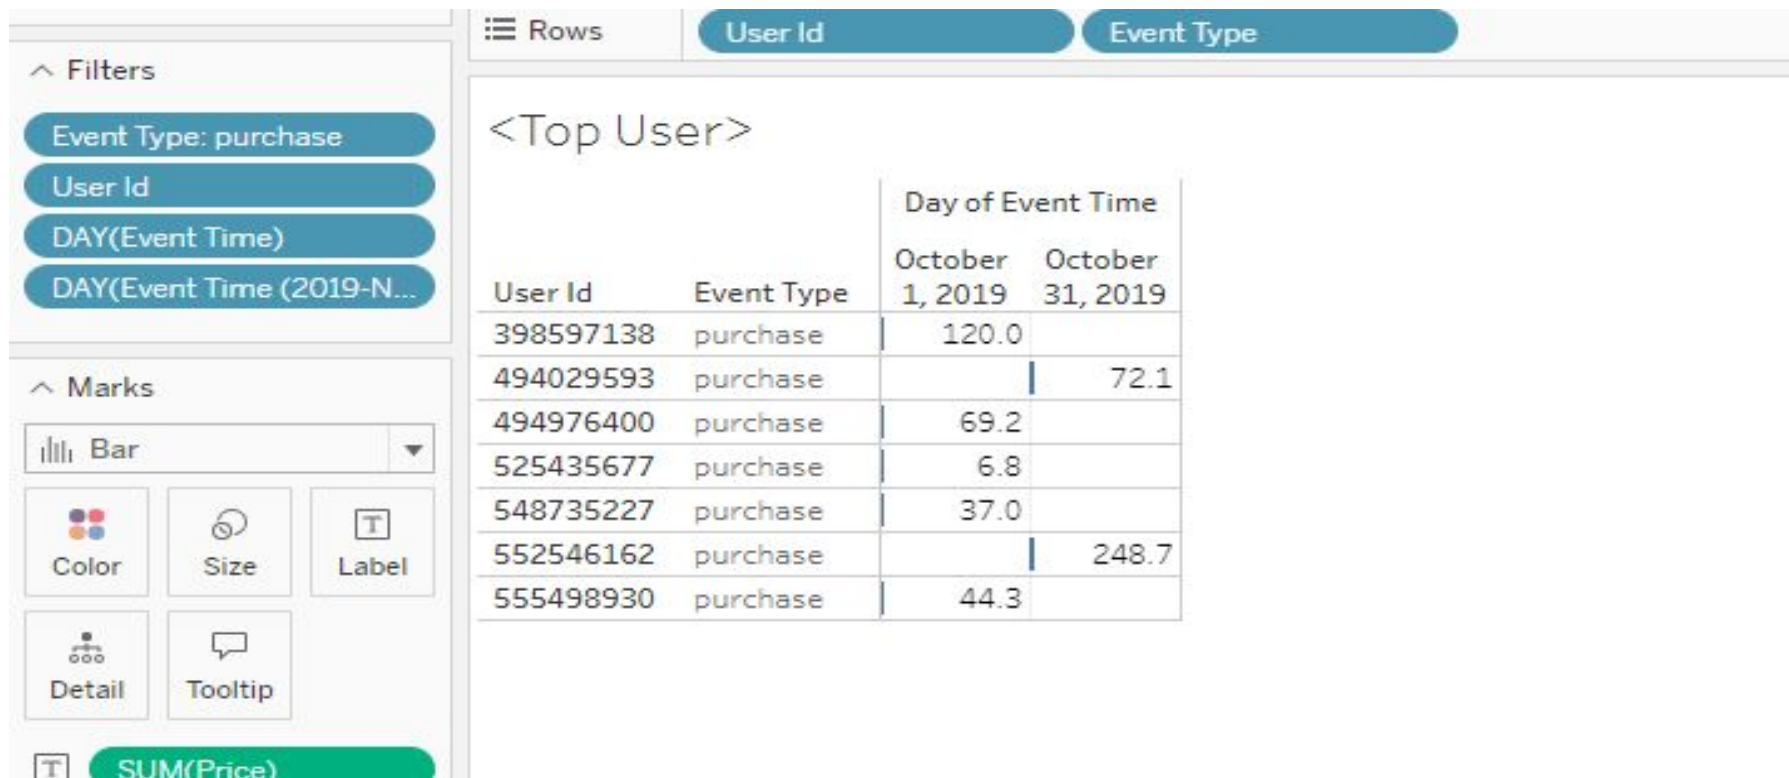 Rows
User Id
Event Type
Filters
Event Type: purchase
User Id
DAY(Event Time)
DAY(Event Time (2019-N...
Marks
Bar
Color
Size
Label
Detail
Tooltip
SUM(Price)
<Top User>
Day of Event Time
User Id Event Type October 1, 2019 October 31, 2019
398597138 purchase 120.0
494029593 purchase 72.1
494976400 purchase 69.2
525435677 purchase 6.8
548735227 purchase 37.0
552546162 purchase 248.7
555498930 purchase 44.3